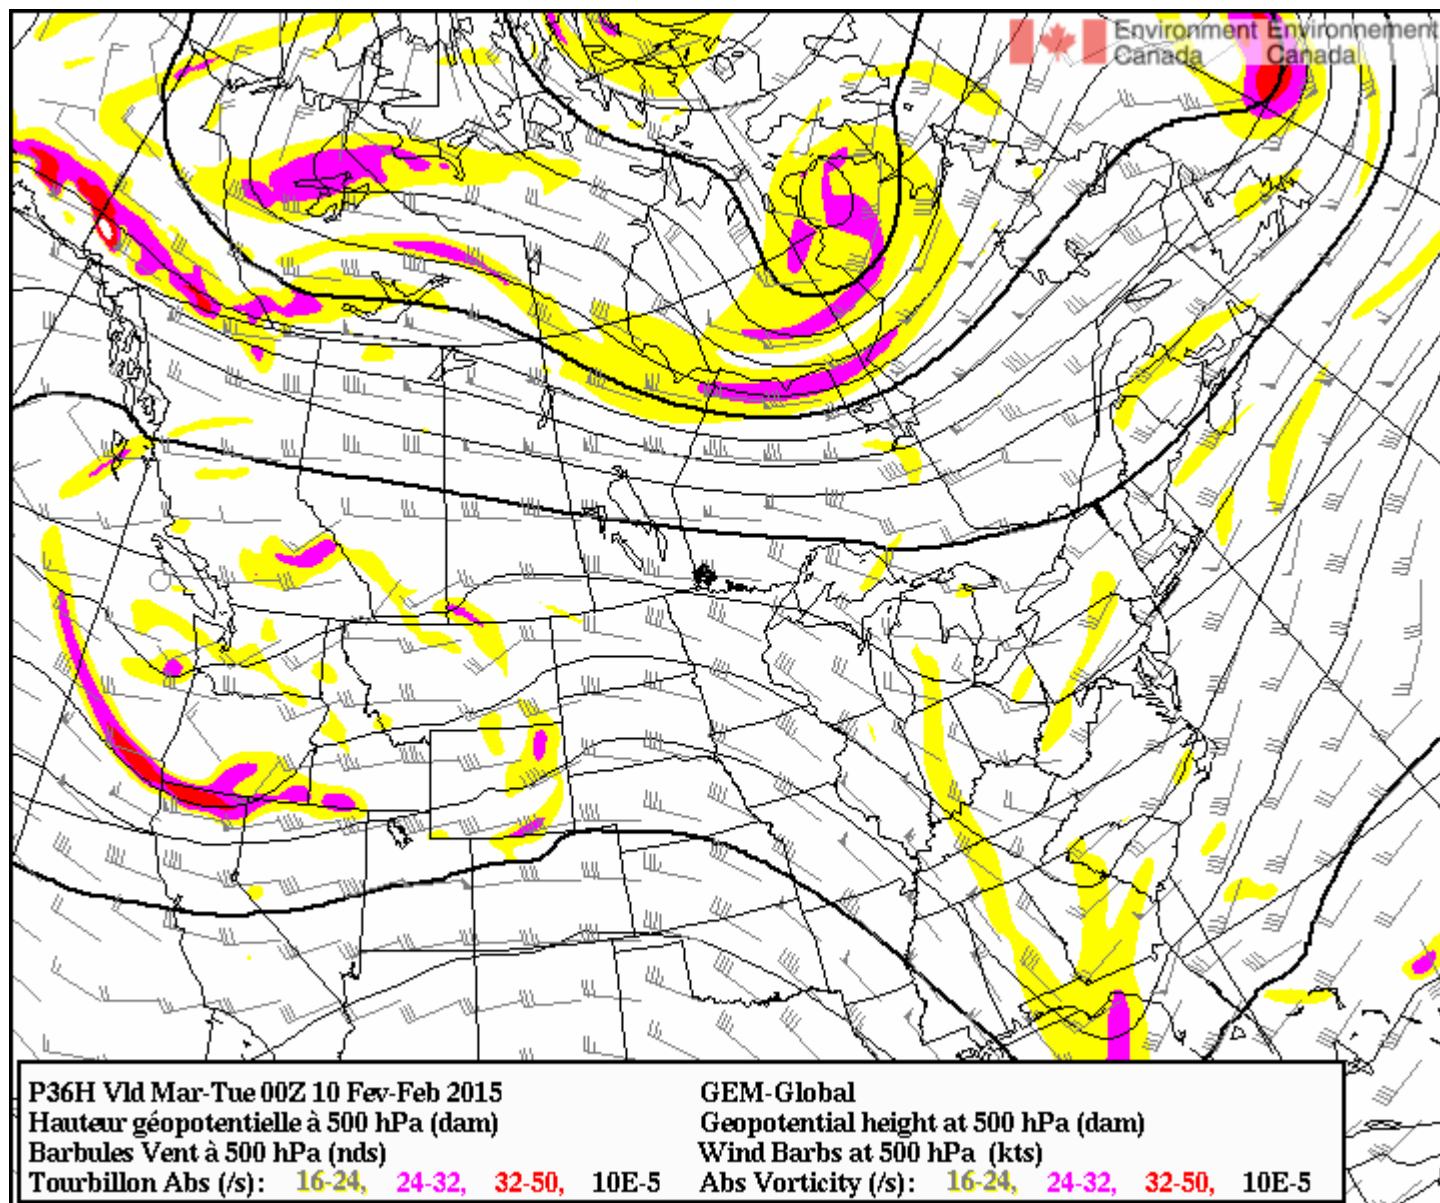 Environment Environnement
Canada Canada
P36H Vld Mar-Tue 00Z 10 Fev-Feb 2015 GEM-Global
Hauteur géopotentielle à 500 hPa (dam) Geopotential height at 500 hPa (dam)
Barbules Vent à 500 hPa (nds) Wind Barbs at 500 hPa (kts)
Tourbillon Abs (/s): 16-24, 24-32, 32-50, 10E-5 Abs Vorticity (/s): 16-24, 24-32, 32-50, 10E-5